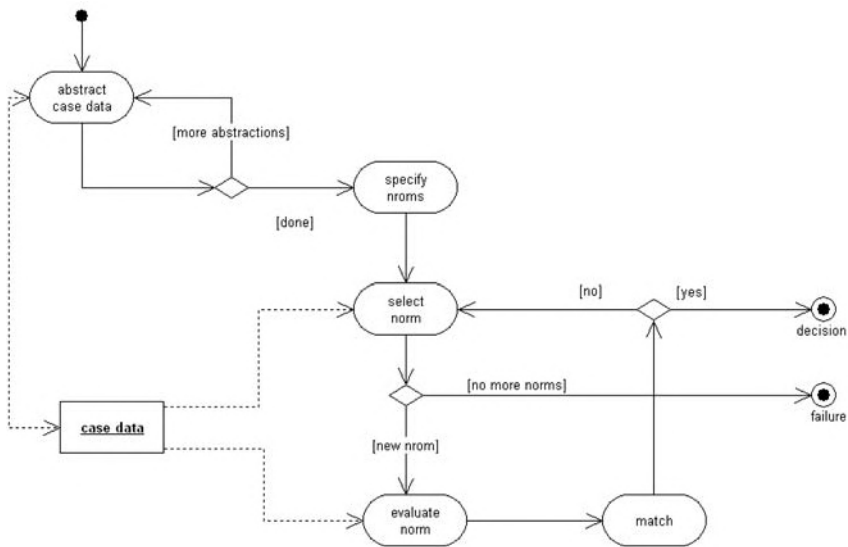 abstract
case data
[more abstractions]
specify
nroms
[done]
select
norm
[no]
[yes]
decision
[no more norms]
failure
case data
[new nrom]
evaluate
norm
match